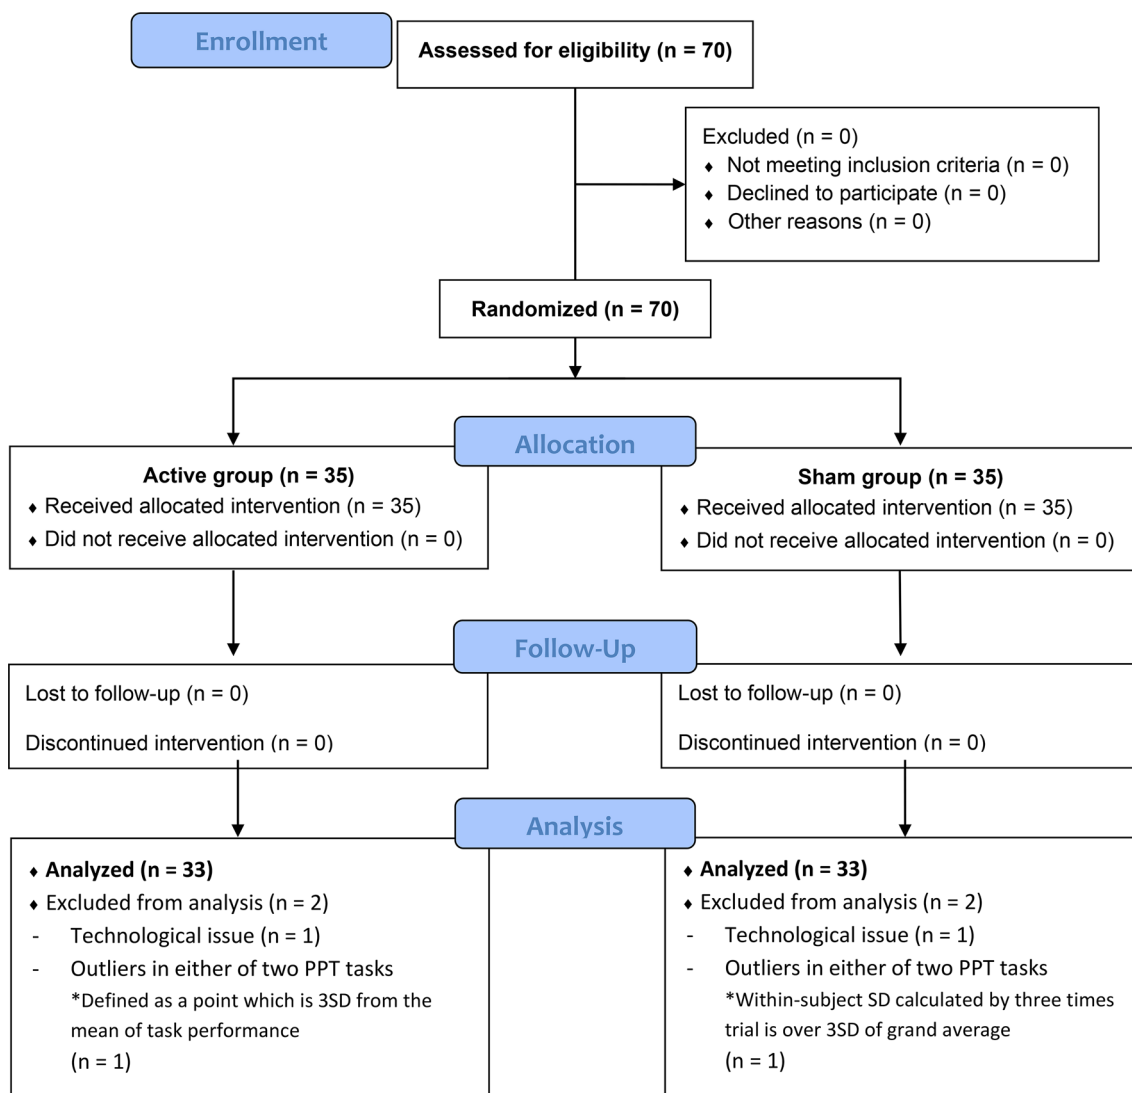 Enrollment
Assessed for eligibility (n = 70)
Excluded (n = 0)
♦ Not meeting inclusion criteria (n = 0)
♦ Declined to participate (n = 0)
♦ Other reasons (n = 0)
Randomized (n = 70)
Allocation
Active group (n = 35)
♦ Received allocated intervention (n = 35)
♦ Did not receive allocated intervention (n = 0)
Sham group (n = 35)
♦ Received allocated intervention (n = 35)
♦ Did not receive allocated intervention (n = 0)
Follow-Up
Lost to follow-up (n = 0)
Discontinued intervention (n = 0)
Lost to follow-up (n = 0)
Discontinued intervention (n = 0)
Analysis
♦ Analyzed (n = 33)
♦ Excluded from analysis (n = 2)
- Technological issue (n = 1)
- Outliers in either of two PPT tasks
*Defined as a point which is 3SD from the
mean of task performance
(n = 1)
♦ Analyzed (n = 33)
♦ Excluded from analysis (n = 2)
- Technological issue (n = 1)
- Outliers in either of two PPT tasks
*Within-subject SD calculated by three times
trial is over 3SD of grand average
(n = 1)